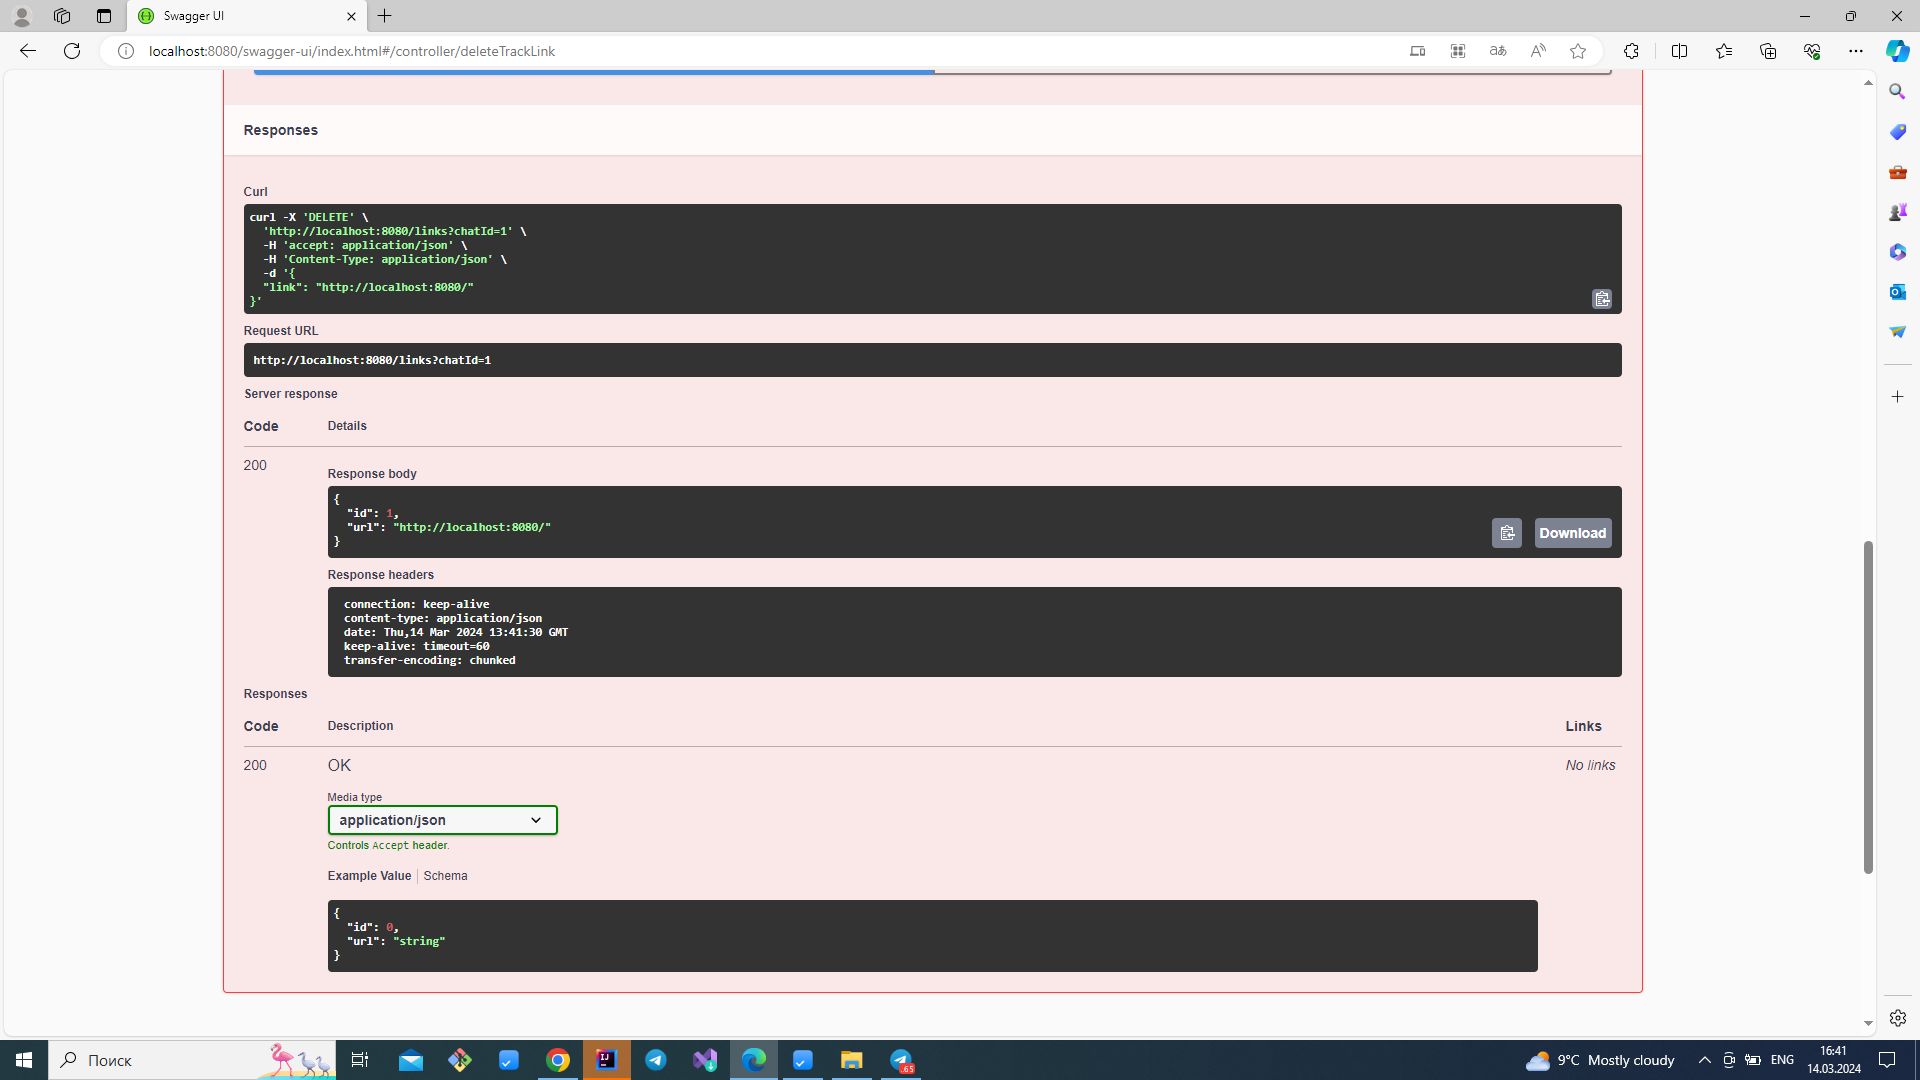 Swagger UI
localhost:8080/swagger-ui/index.html#/controller/deleteTrackLink
Responses
Curl
curl -X 'DELETE' \
'http://localhost:8080/links?chatId=1' \
-H 'accept: application/json' \
-H 'Content-Type: application/json' \
-d '{
"link": "http://localhost:8080/"
}'
Request URL
http://localhost:8080/links?chatId=1
Server response
Code Details
200
Response body
{
"id": 1,
"url": "http://localhost:8080/"
}
Download
Response headers
connection: keep-alive
content-type: application/json
date: Thu,14 Mar 2024 13:41:30 GMT
keep-alive: timeout=60
transfer-encoding: chunked
Responses
Code Description Links
200 OK No links
Media type
application/json
Controls Accept header.
Example Value Schema
{
"id": 0,
"url": "string"
}
Поиск
9°C Mostly cloudy
ENG
16:41
14.03.2024